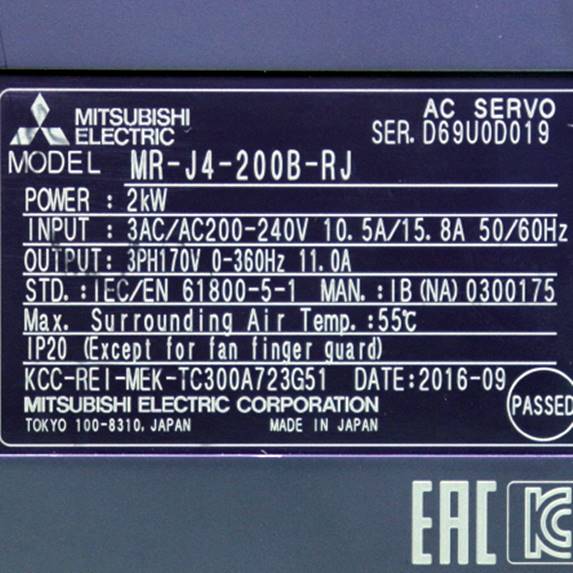 MITSUBISHI
ELECTRIC
AC SERVO
SER. D69U0D019
MODEL MR-J4-200B-RJ
POWER : 2kW
INPUT : 3AC/AC200-240V 10.5A/15.8A 50/60Hz
OUTPUT: 3PH170V 0-360Hz 11.0A
STD. : IEC/EN 61800-5-1 MAN. : IB (NA) 0300175
Max. Surrounding Air Temp. :55℃
IP20 (Except for fan finger guard)
KCC-REI-MEK-TC300A723G51 DATE:2016-09
MITSUBISHI ELECTRIC CORPORATION
PASSED
TOKYO 100-8310, JAPAN MADE IN JAPAN
EAC KC